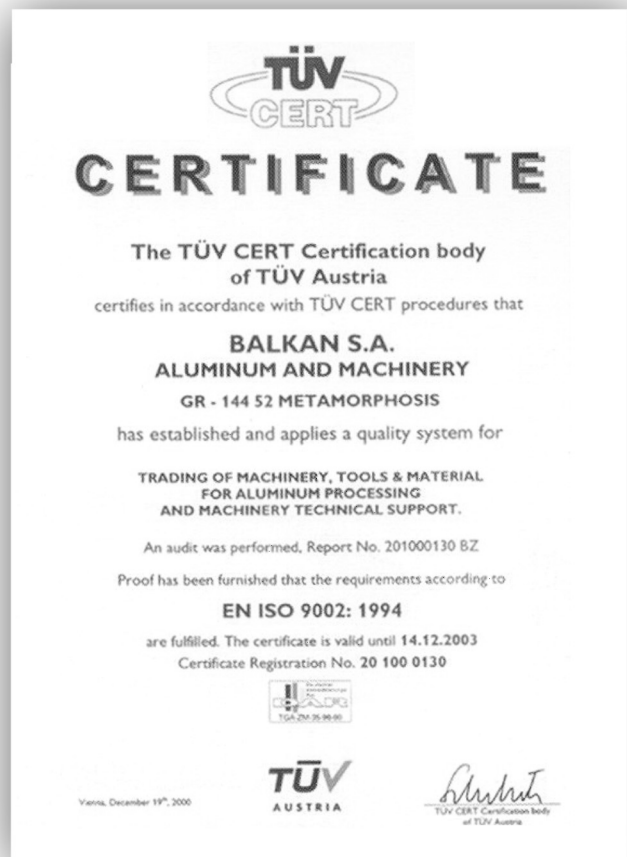 TÜV
CERT
CERTIFICATE
The TÜV CERT Certification body
of TÜV Austria
certifies in accordance with TÜV CERT procedures that
BALKAN S.A.
ALUMINUM AND MACHINERY
GR - 144 52 METAMORPHOSIS
has established and applies a quality system for
TRADING OF MACHINERY, TOOLS & MATERIAL
FOR ALUMINUM PROCESSING
AND MACHINERY TECHNICAL SUPPORT.
An audit was performed, Report No. 201000130 BZ
Proof has been furnished that the requirements according to
EN ISO 9002: 1994
are fulfilled. The certificate is valid until 14.12.2003
Certificate Registration No. 20 100 0130
DAR
TGA-ZM-35-96-00
Vienna, December 19th, 2000
TÜV
AUSTRIA
TÜV CERT Certification body
of TÜV Austria